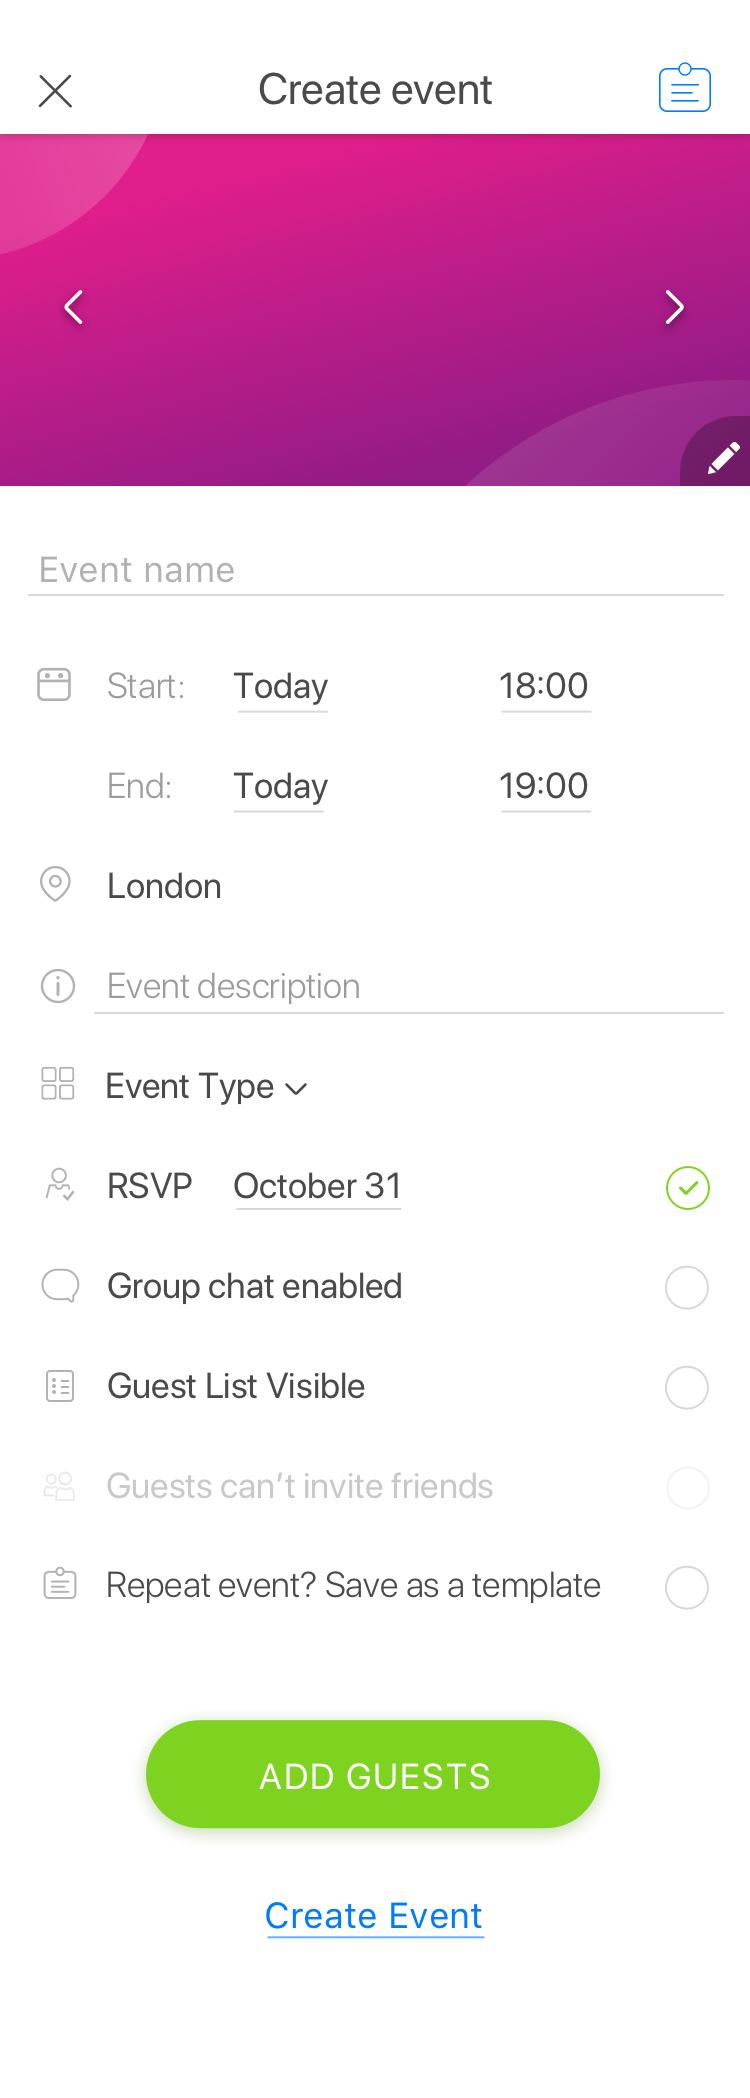 Create event
Event name
Start: Today 18:00
End: Today 19:00
London
Event description
Event Type
RSVP October 31
Group chat enabled
Guest List Visible
Guests can’t invite friends
Repeat event? Save as a template
ADD GUESTS
Create Event